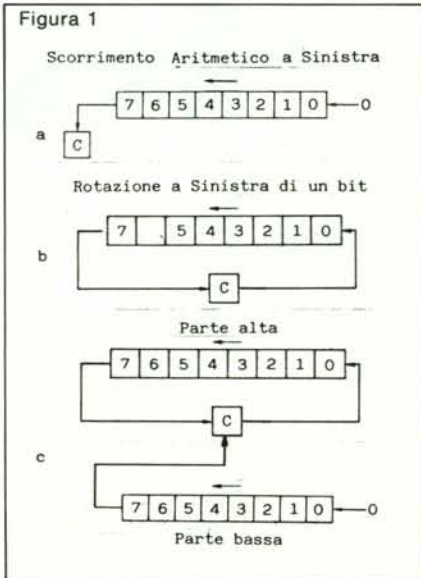 Figura 1
Scorrimento Aritmetico a Sinistra
7 6 5 4 3 2 1 0 0
a
C
Rotazione a Sinistra di un bit
7 5 4 3 2 1 0
b
C
Parte alta
7 6 5 4 3 2 1 0
C
c
7 6 5 4 3 2 1 0 0
Parte bassa